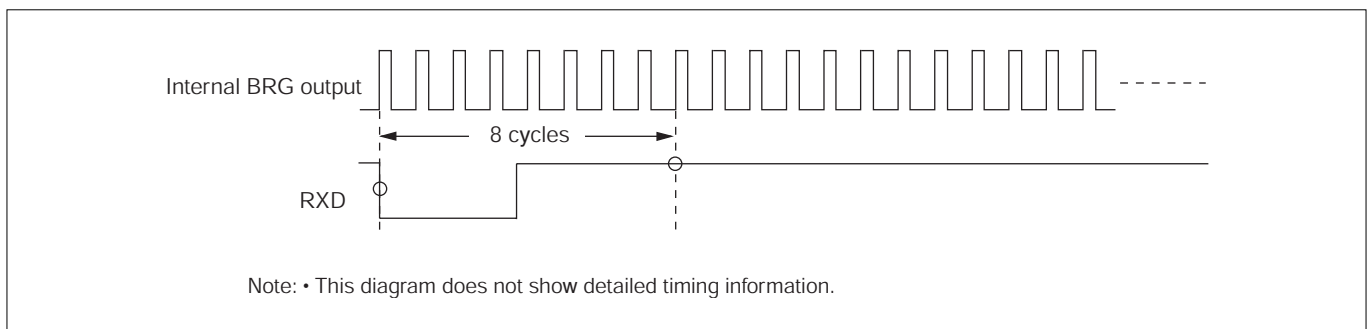 Internal BRG output
8 cycles
RXD
Note: • This diagram does not show detailed timing information.